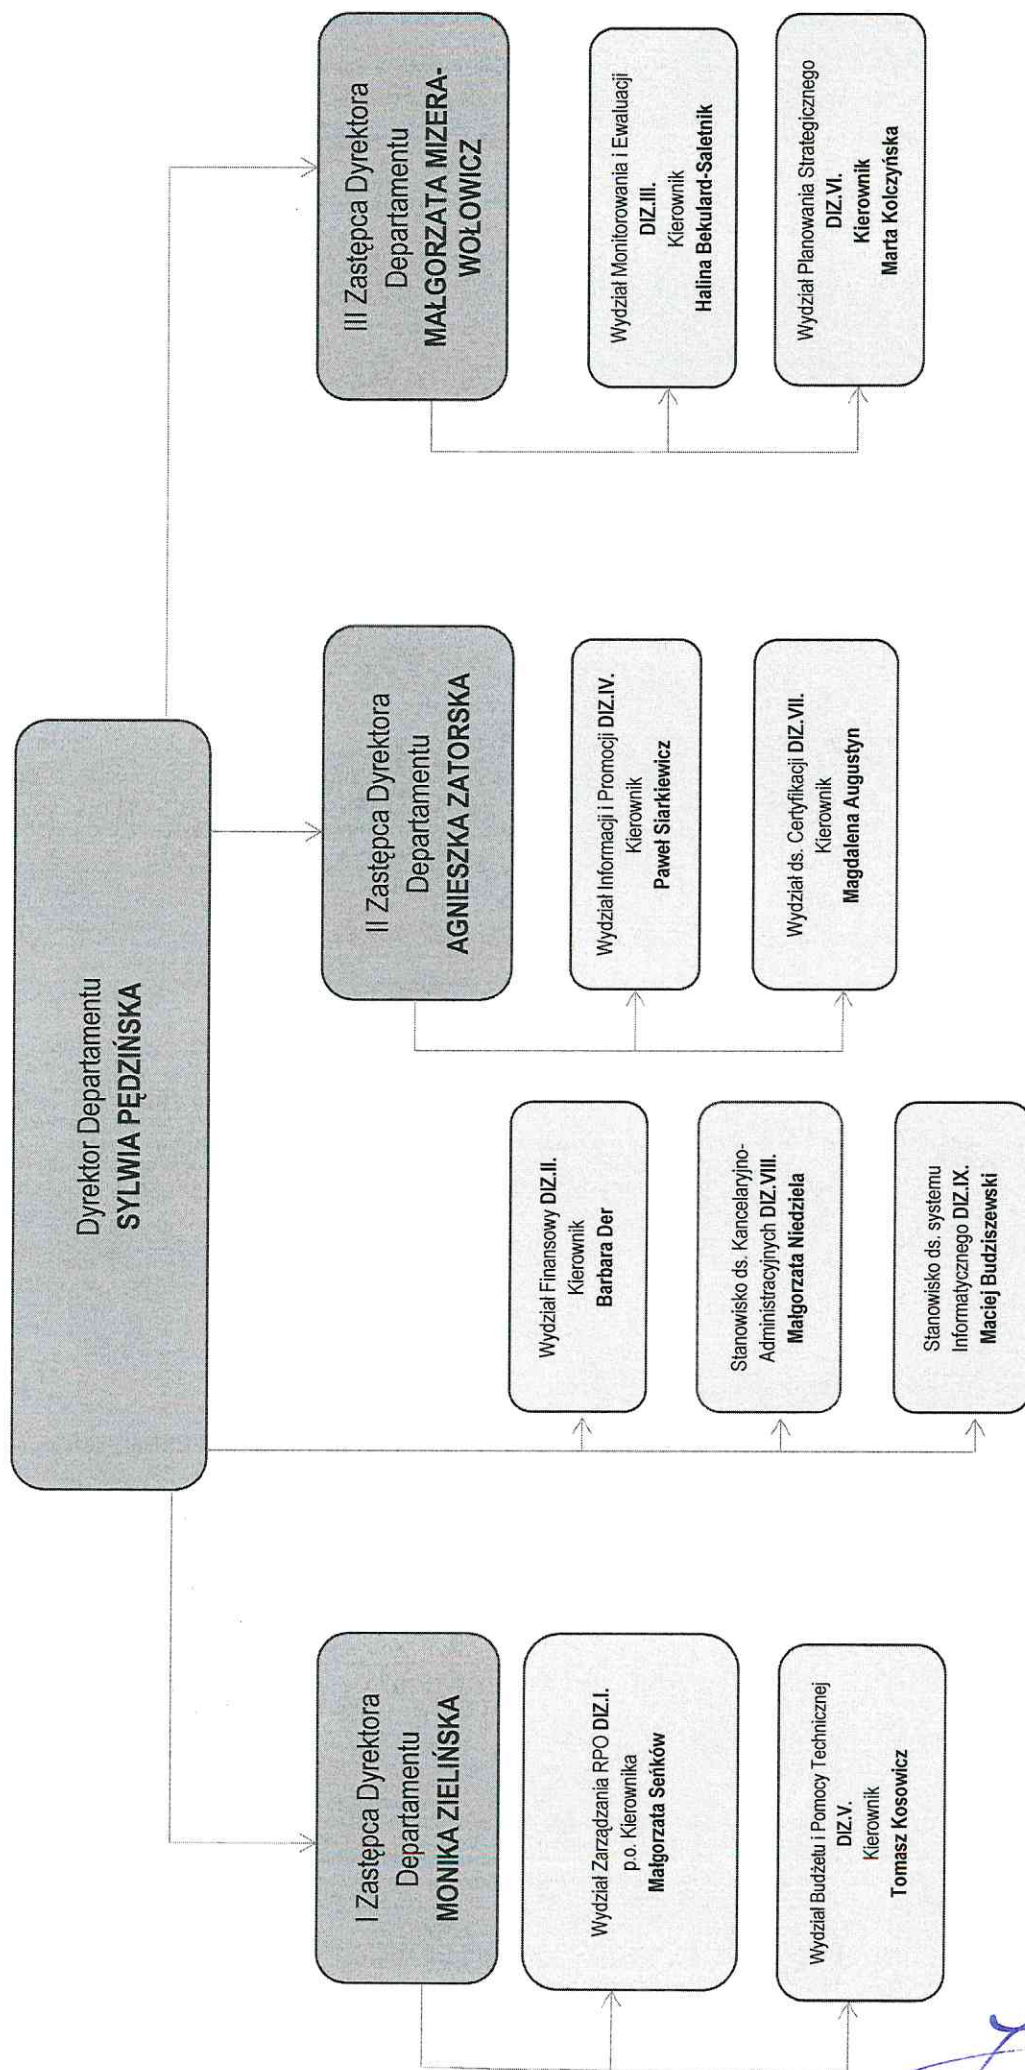 Dyrektor Departamentu
SYLWIA PĘDZIŃSKA
I Zastępca Dyrektora
Departamentu
MONIKA ZIELIŃSKA
Wydział Zarządzania RPO DIZ.I.
p.o. Kierownika
Małgorzata Seńków
Wydział Budżetu i Pomocy Technicznej
DIZ.V.
Kierownik
Tomasz Kosowicz
Wydział Finansowy DIZ.II.
Kierownik
Barbara Der
Stanowisko ds. Kancelaryjno-
Administracyjnych DIZ.VIII.
Małgorzata Niedziela
Stanowisko ds. systemu
Informatycznego DIZ.IX.
Maciej Budziszewski
II Zastępca Dyrektora
Departamentu
AGNIESZKA ZATORSKA
Wydział Informacji i Promocji DIZ.IV.
Kierownik
Paweł Siarkiewicz
Wydział ds. Certyfikacji DIZ.VII.
Kierownik
Magdalena Augustyn
III Zastępca Dyrektora
Departamentu
MAŁGORZATA MIZERA-
WOŁOWICZ
Wydział Monitorowania i Ewaluacji
DIZ.III.
Kierownik
Halina Bekulard-Saletnik
Wydział Planowania Strategicznego
DIZ.VI.
Kierownik
Marta Kolczyńska